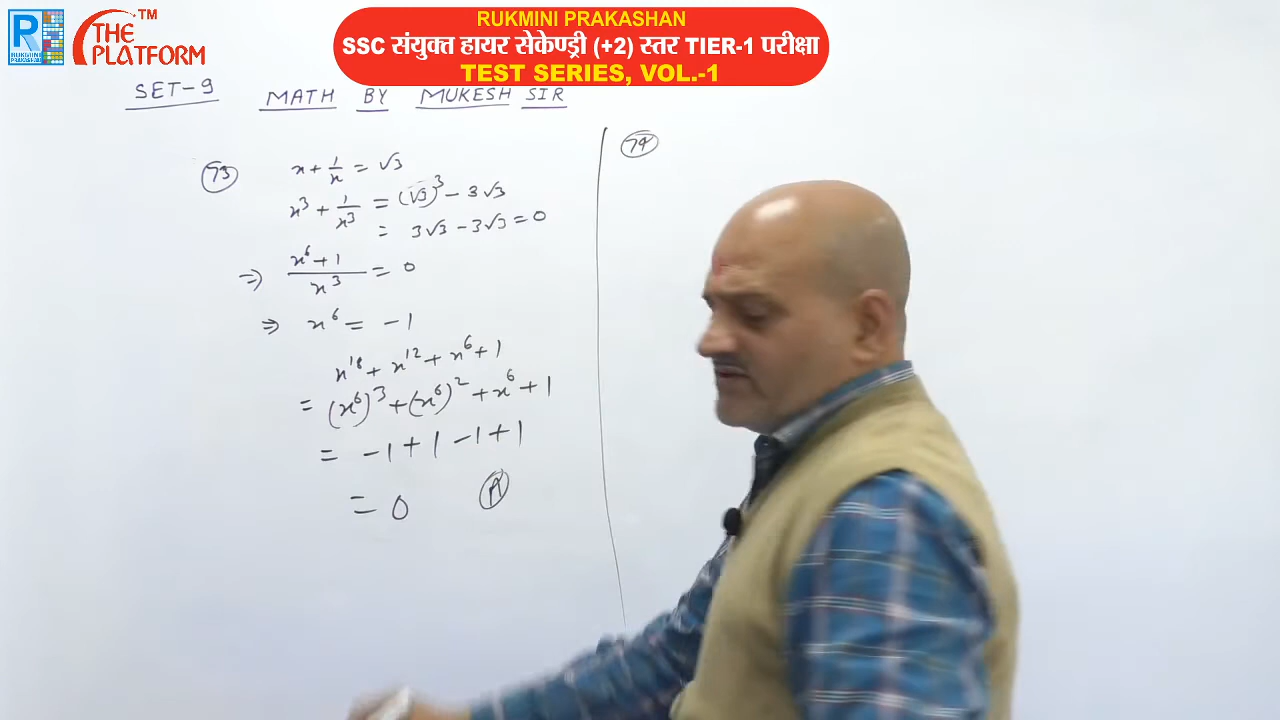 R
RUKMINI
PRAKASHAN
THE
PLATFORM
TM
RUKMINI PRAKASHAN
SSC संयुक्त हायर सेकेण्ड्री (+2) स्तर TIER-1 परीक्षा
TEST SERIES, VOL.-1
SET-9 MATH BY MUKESH SIR
73 x + 1/x = √3
x³ + 1/x³ = (√3)³ - 3√3
= 3√3 - 3√3 = 0
⇒ x⁶+1/x³ = 0
⇒ x⁶ = -1
x¹⁸ + x¹² + x⁶ + 1
= (x⁶)³ + (x⁶)² + x⁶ + 1
= -1 + 1 - 1 + 1
= 0 A
74